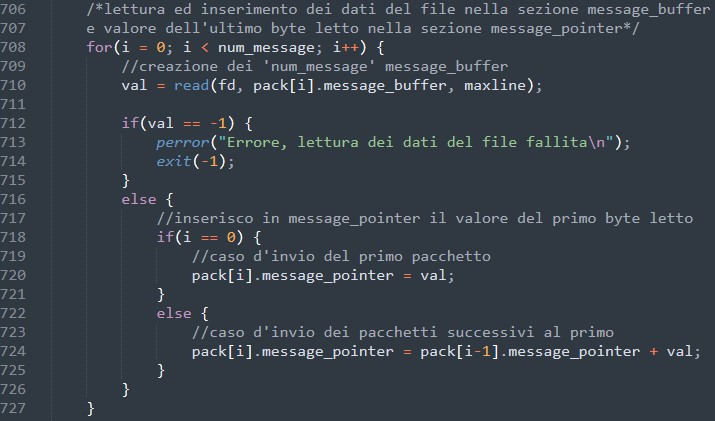 706 /*lettura ed inserimento dei dati del file nella sezione message_buffer
707 e valore dell'ultimo byte letto nella sezione message_pointer*/
708 for(i = 0; i < num_message; i++) {
709 //creazione dei 'num_message' message_buffer
710 val = read(fd, pack[i].message_buffer, maxline);
711
712 if(val == -1) {
713 perror("Errore, lettura dei dati del file fallita\n");
714 exit(-1);
715 }
716 else {
717 //inserisco in message_pointer il valore del primo byte letto
718 if(i == 0) {
719 //caso d'invio del primo pacchetto
720 pack[i].message_pointer = val;
721 }
722 else {
723 //caso d'invio dei pacchetti successivi al primo
724 pack[i].message_pointer = pack[i-1].message_pointer + val;
725 }
726 }
727 }